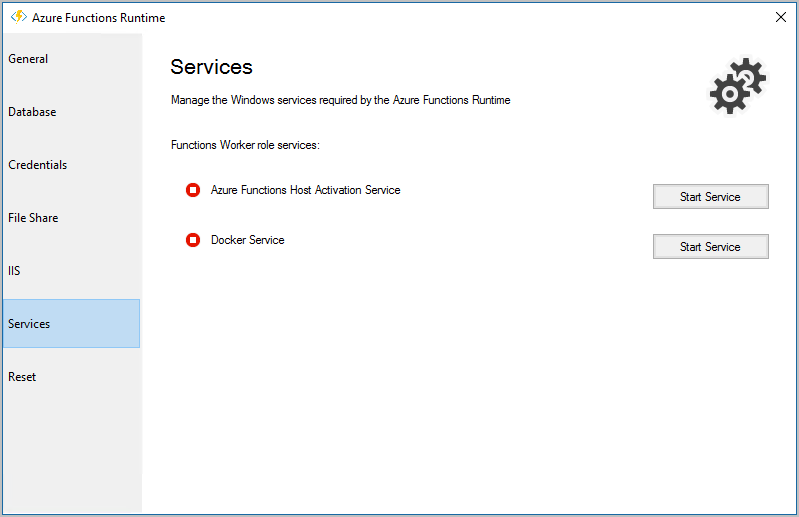 Azure Functions Runtime
General
Database
Credentials
File Share
IIS
Services
Reset
Services
Manage the Windows services required by the Azure Functions Runtime
Functions Worker role services:
Azure Functions Host Activation Service
Start Service
Docker Service
Start Service